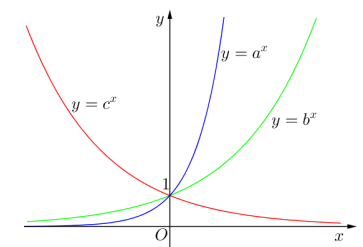 y
y = a^x
y = c^x
y = b^x
1
O
x